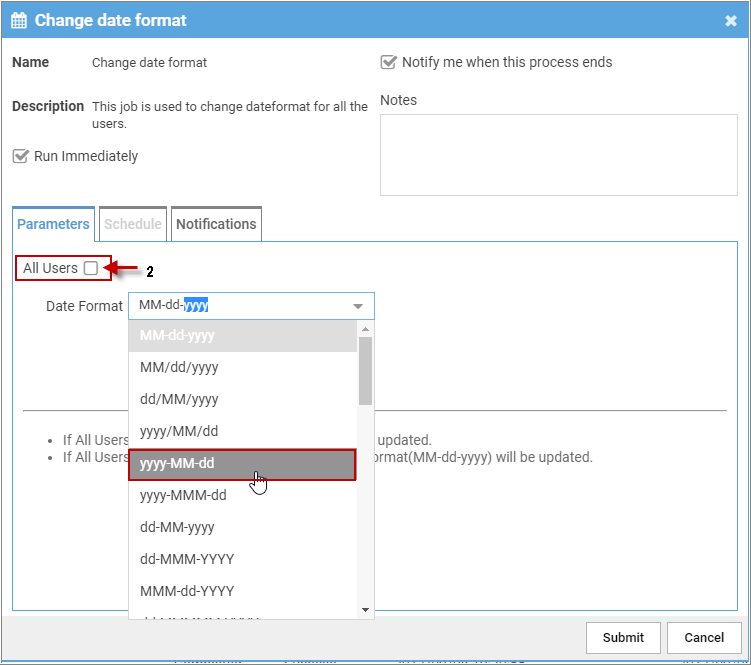 Change date format
Name Change date format
Notify me when this process ends
Description This job is used to change dateformat for all the
users.
Notes
Run Immediately
Parameters Schedule Notifications
All Users 2
Date Format MM-dd-yyyy
MM-dd-yyyy
MM/dd/yyyy
dd/MM/yyyy
yyyy/MM/dd
If All Users updated.
yyyy-MM-dd
If All Users ormat(MM-dd-yyyy) will be updated.
yyyy-MMM-dd
dd-MM-yyyy
dd-MMM-YYYY
MMM-dd-YYYY
Submit Cancel